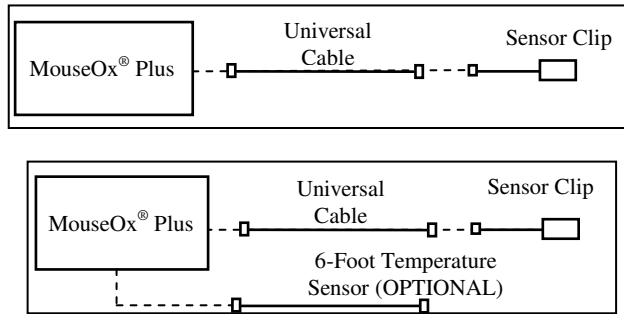 Universal
Cable
Sensor Clip
MouseOx® Plus
Universal
Cable
Sensor Clip
MouseOx® Plus
6-Foot Temperature
Sensor (OPTIONAL)